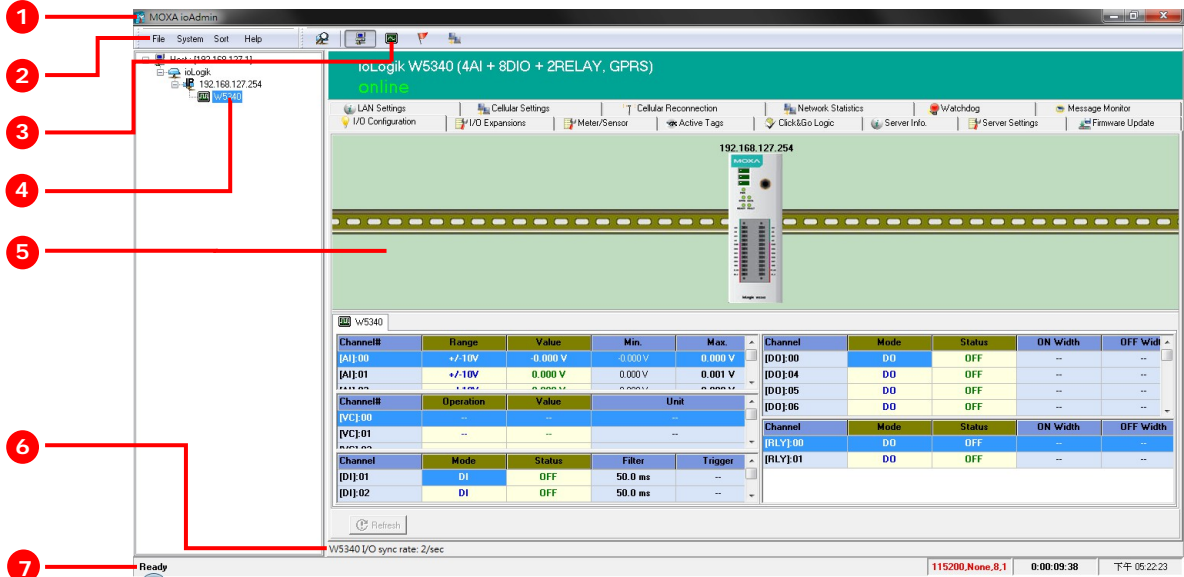 1
MOXA ioAdmin
2
File System Sort Help
3
Host : [192.168.127.1]
ioLogik
192.168.127.254
W5340
4
ioLogik W5340 (4AI + 8DIO + 2RELAY, GPRS)
online
LAN Settings Cellular Settings Cellular Reconnection Network Statistics Watchdog Message Monitor
I/O Configuration I/O Expansions Meter/Sensor Active Tags Click&Go Logic Server Info. Server Settings Firmware Update
192.168.127.254
MOXA
5
W5340
Channel# Range Value Min. Max.
[AI]:00 +/-10V -0.000 V -0.000 V 0.000 V
[AI]:01 +/-10V 0.000 V 0.000 V 0.001 V
Channel# Operation Value Unit
[VC]:00 -- -- --
[VC]:01 -- -- --
Channel Mode Status Filter Trigger
[DI]:01 DI OFF 50.0 ms --
[DI]:02 DI OFF 50.0 ms --
Channel Mode Status ON Width OFF Widt
[DO]:00 DO OFF -- --
[DO]:04 DO OFF -- --
[DO]:05 DO OFF -- --
[DO]:06 DO OFF -- --
Channel Mode Status ON Width OFF Width
[RLY]:00 DO OFF -- --
[RLY]:01 DO OFF -- --
Refresh
6
W5340 I/O sync rate: 2/sec
7
Ready 115200,None,8,1 0:00:09:38 下午 05:22:23